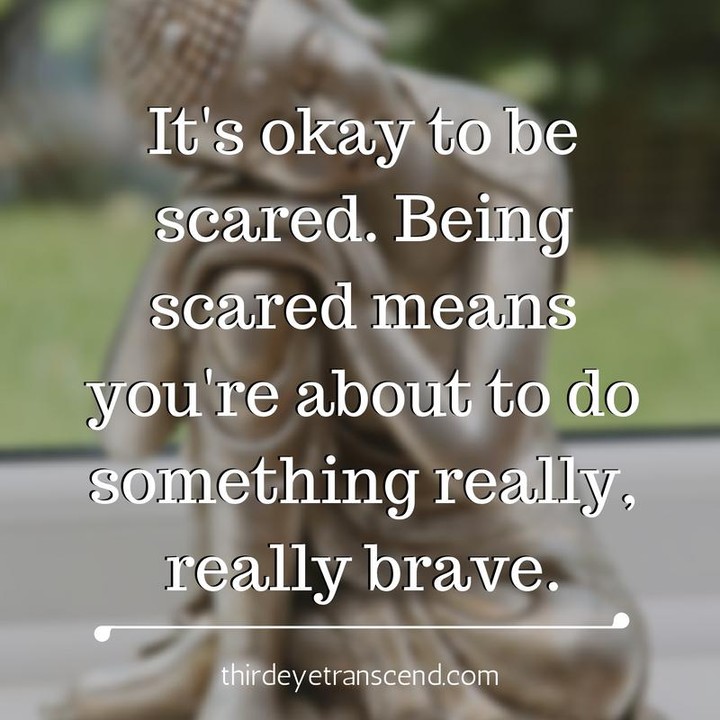 It's okay to be
scared. Being
scared means
you're about to do
something really,
really brave.
thirdeyetranscend.com